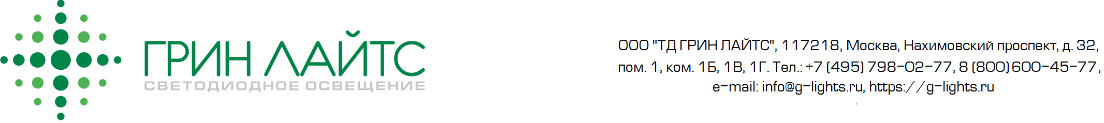 ГРИН ЛАЙТС
СВЕТОДИОДНОЕ ОСВЕЩЕНИЕ
ООО "ТД ГРИН ЛАЙТС", 117218, Москва, Нахимовский проспект, д. 32,
пом. 1, ком. 1Б, 1В, 1Г. Тел.: +7 (495) 798-02-77, 8 (800) 600-45-77,
e-mail: info@g-lights.ru, https://g-lights.ru